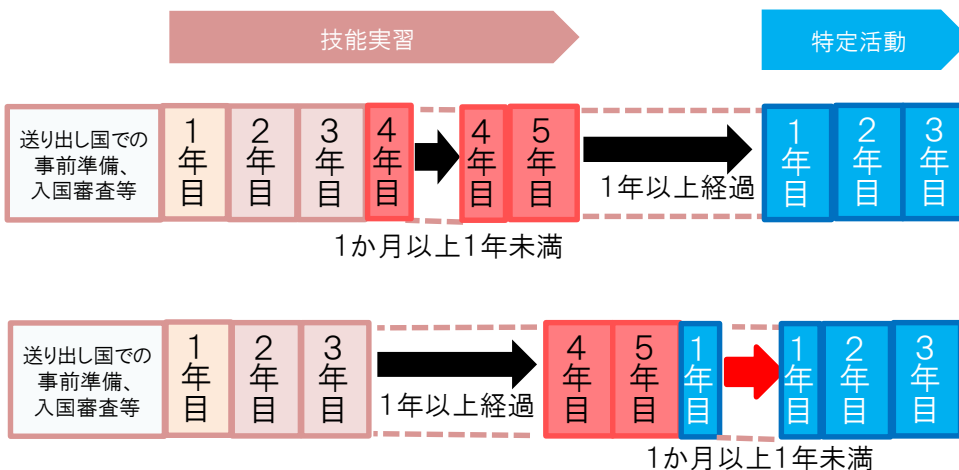 技能実習
特定活動
送り出し国での
事前準備、
入国審査等
1年目
2年目
3年目
4年目
4年目
5年目
1年以上経過
1年目
2年目
3年目
1か月以上1年未満
送り出し国での
事前準備、
入国審査等
1年目
2年目
3年目
1年以上経過
4年目
5年目
1年目
1年目
2年目
3年目
1か月以上1年未満